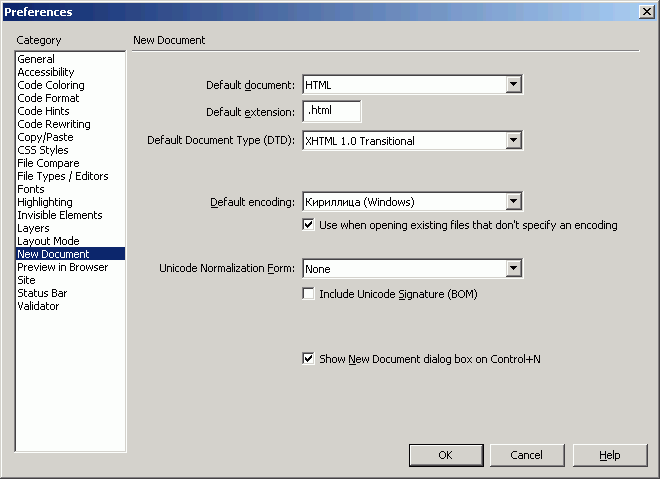 Preferences
Category
General
Accessibility
Code Coloring
Code Format
Code Hints
Code Rewriting
Copy/Paste
CSS Styles
File Compare
File Types / Editors
Fonts
Highlighting
Invisible Elements
Layers
Layout Mode
New Document
Preview in Browser
Site
Status Bar
Validator
New Document
Default document: HTML
Default extension: .html
Default Document Type (DTD): XHTML 1.0 Transitional
Default encoding: Кириллица (Windows)
Use when opening existing files that don't specify an encoding
Unicode Normalization Form: None
Include Unicode Signature (BOM)
Show New Document dialog box on Control+N
OK Cancel Help